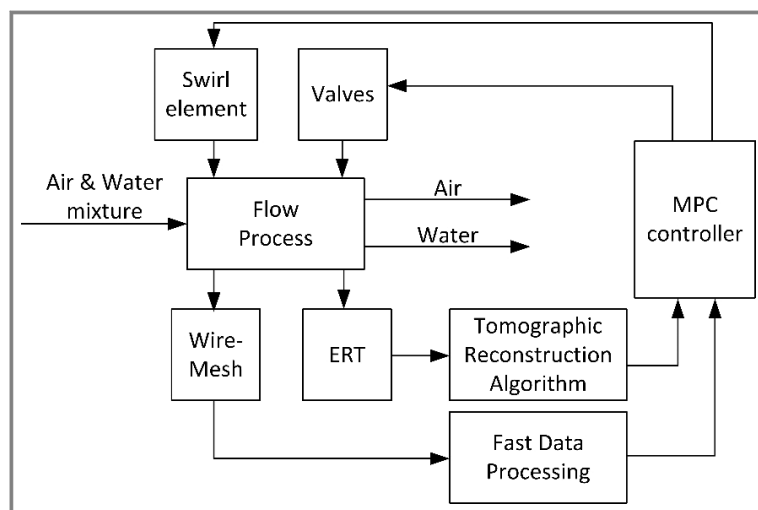 Swirl
element
Valves
Air & Water
mixture
Flow
Process
Air
Water
MPC
controller
Wire-
Mesh
ERT
Tomographic
Reconstruction
Algorithm
Fast Data
Processing